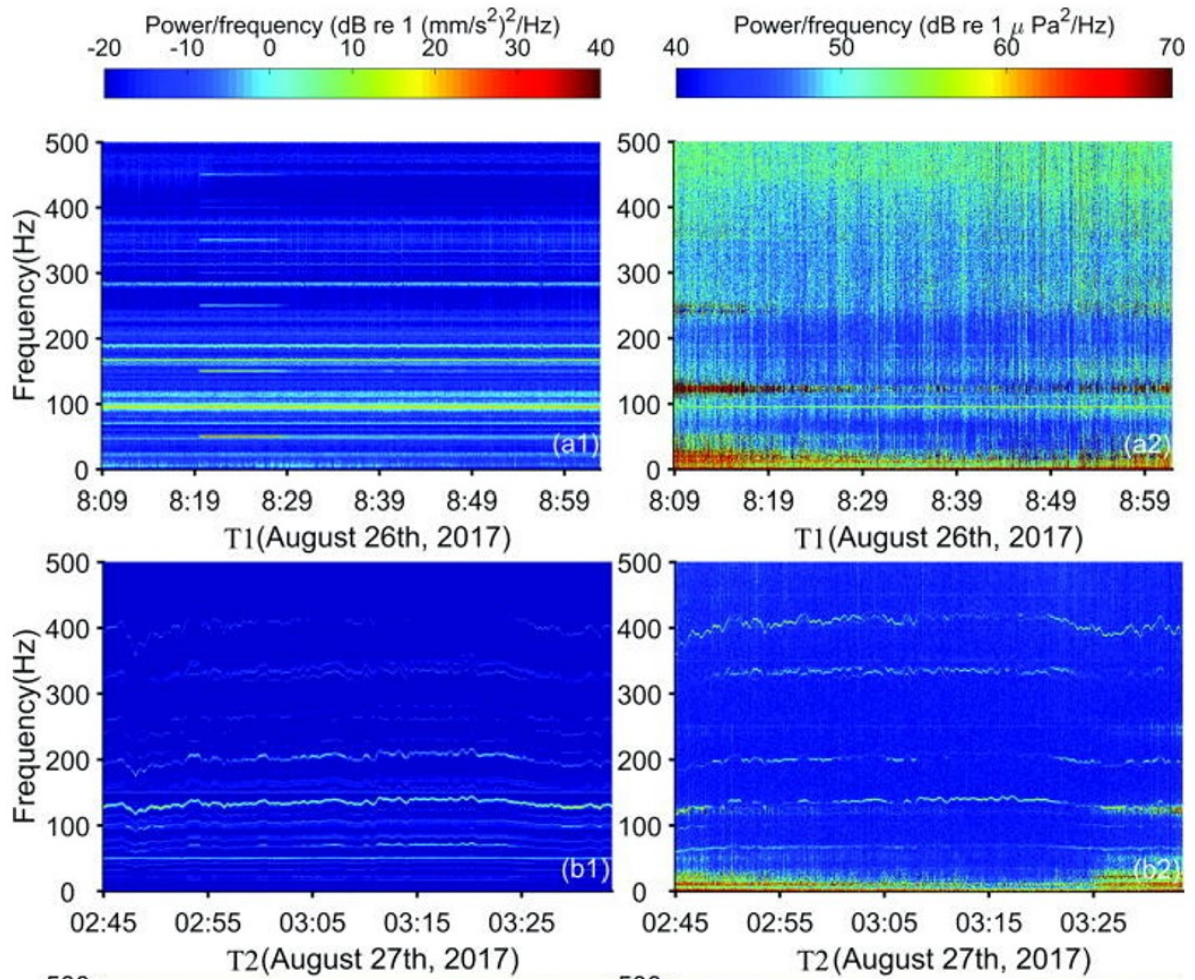 Power/frequency (dB re 1 (mm/s²)²/Hz)
-20 -10 0 10 20 30 40
Power/frequency (dB re 1 μ Pa²/Hz)
40 50 60 70
Frequency(Hz)
500
400
300
200
100
0
(a1)
8:09 8:19 8:29 8:39 8:49 8:59
T1(August 26th, 2017)
500
400
300
200
100
0
(a2)
8:09 8:19 8:29 8:39 8:49 8:59
T1(August 26th, 2017)
Frequency(Hz)
500
400
300
200
100
0
(b1)
02:45 02:55 03:05 03:15 03:25
T2(August 27th, 2017)
500
400
300
200
100
0
(b2)
02:45 02:55 03:05 03:15 03:25
T2(August 27th, 2017)